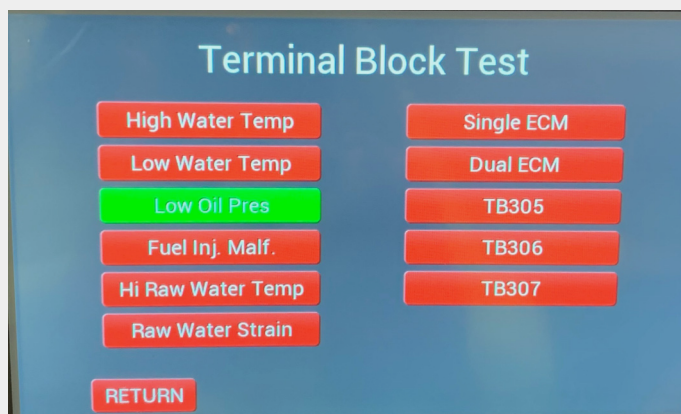 Terminal Block Test
High Water Temp
Low Water Temp
Low Oil Pres
Fuel Inj. Malf.
Hi Raw Water Temp
Raw Water Strain
Single ECM
Dual ECM
TB305
TB306
TB307
RETURN